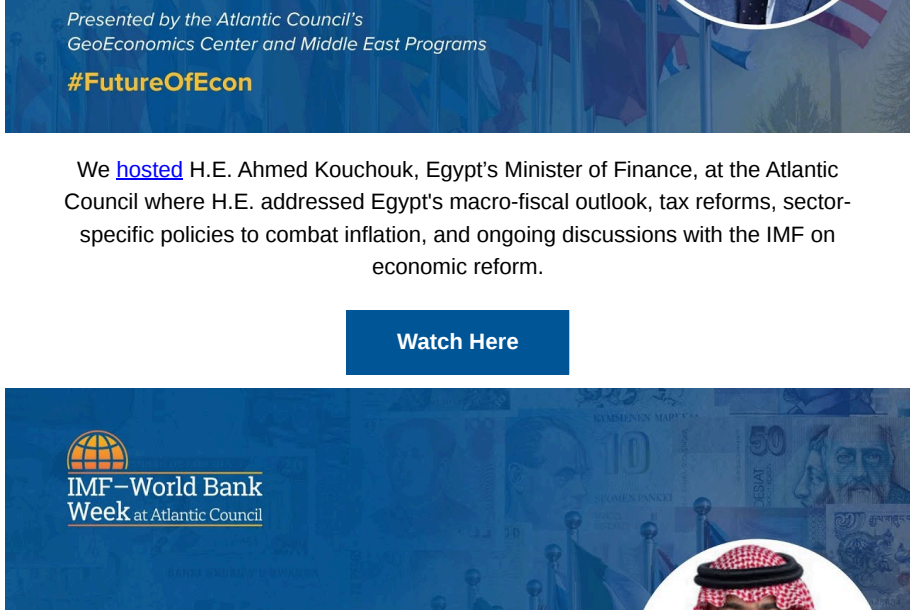 Presented by the Atlantic Council's
GeoEconomics Center and Middle East Programs
#FutureOfEcon
We hosted H.E. Ahmed Kouchouk, Egypt’s Minister of Finance, at the Atlantic
Council where H.E. addressed Egypt's macro-fiscal outlook, tax reforms, sector-
specific policies to combat inflation, and ongoing discussions with the IMF on
economic reform.
Watch Here
IMF–World Bank
Week at Atlantic Council
10
50